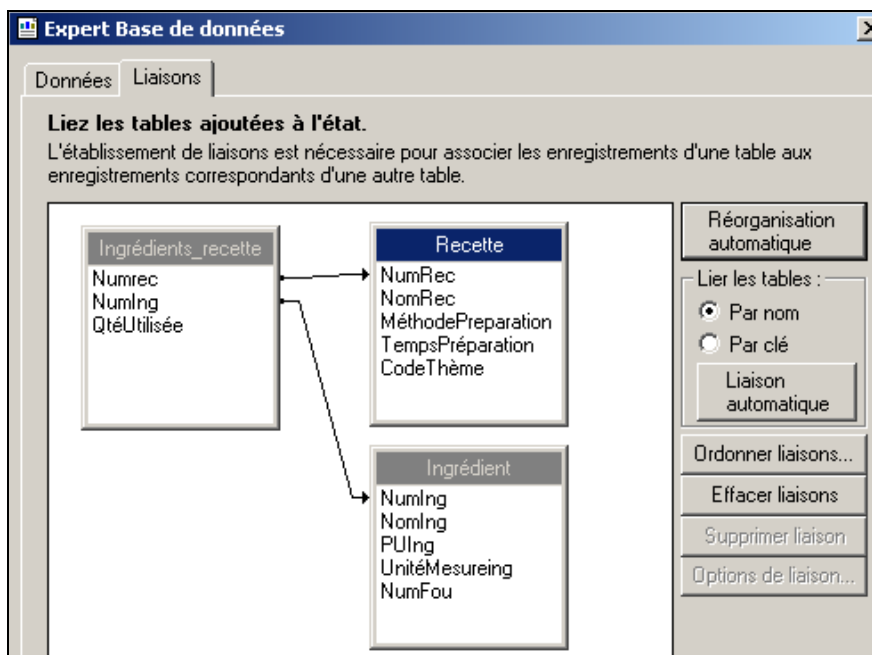 Expert Base de données
Données
Liaisons
Liez les tables ajoutées à l'état.
L'établissement de liaisons est nécessaire pour associer les enregistrements d'une table aux
enregistrements correspondants d'une autre table.
Ingrédients_recette
Numrec
NumIng
QtéUtilisée
Recette
NumRec
NomRec
MéthodePreparation
TempsPréparation
CodeThème
Ingrédient
NumIng
NomIng
PUIng
UnitéMesureing
NumFou
Réorganisation
automatique
Lier les tables :
Par nom
Par clé
Liaison
automatique
Ordonner liaisons...
Effacer liaisons
Supprimer liaison
Options de liaison...